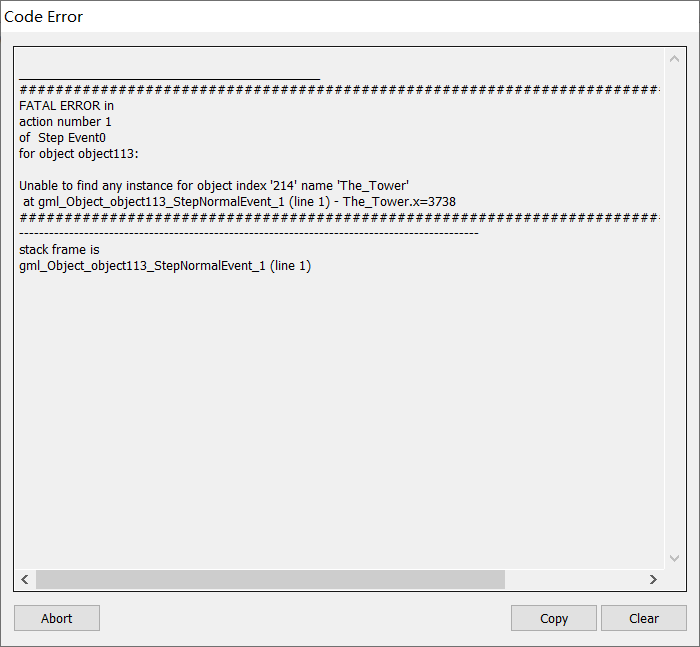 Code Error
___________________________________________
########################################################################
FATAL ERROR in
action number 1
of  Step Event0
for object object113:
Unable to find any instance for object index '214' name 'The_Tower'
 at gml_Object_object113_StepNormalEvent_1 (line 1) - The_Tower.x=3738
########################################################################
--------------------------------------------------------------------------------------------
stack frame is
gml_Object_object113_StepNormalEvent_1 (line 1)
Abort
Copy
Clear